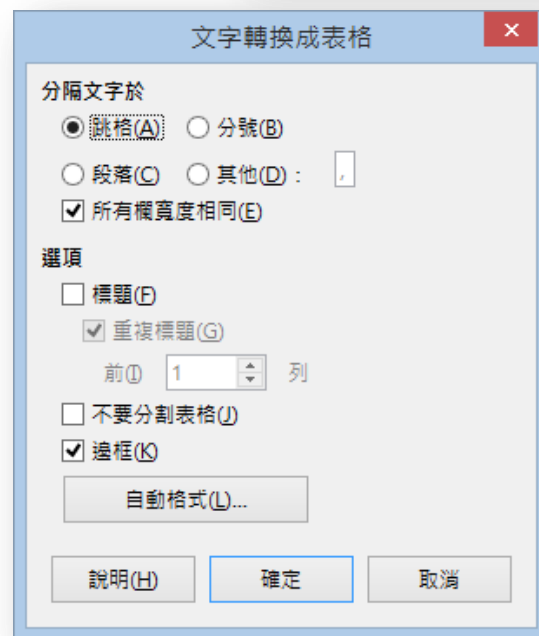 文字轉換成表格
分隔文字於
跳格(A) 分號(B)
段落(C) 其他(D)： ,
所有欄寬度相同(E)
選項
標題(F)
重複標題(G)
前(I) 1 列
不要分割表格(J)
邊框(K)
自動格式(L)...
說明(H) 確定 取消